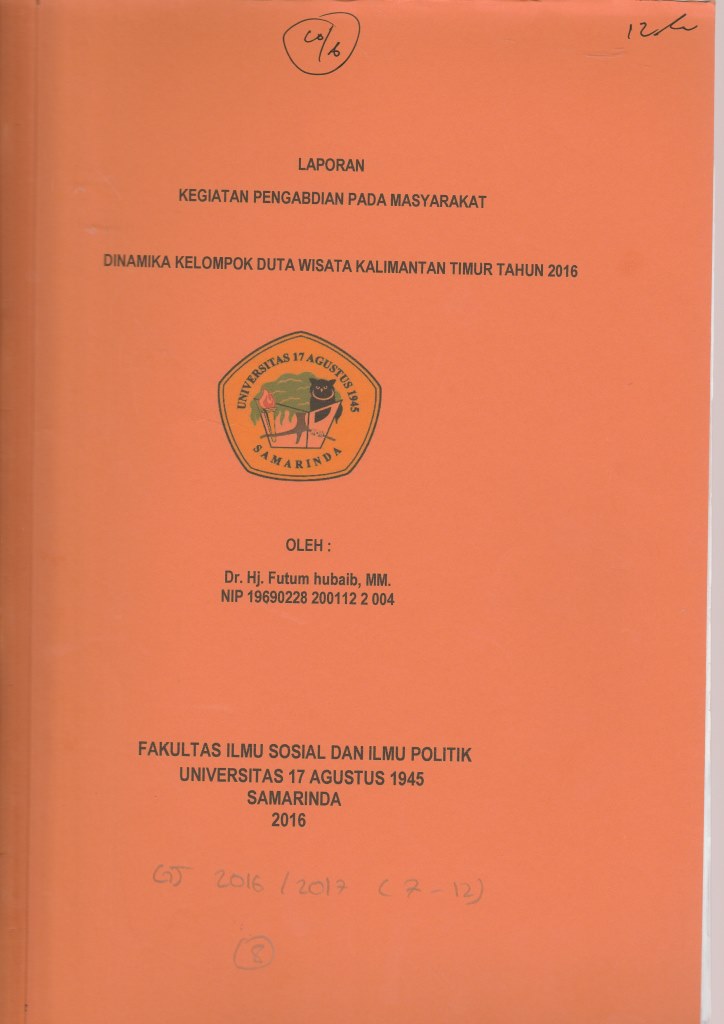 LAPORAN
KEGIATAN PENGABDIAN PADA MASYARAKAT
DINAMIKA KELOMPOK DUTA WISATA KALIMANTAN TIMUR TAHUN 2016
UNIVERSITAS 17 AGUSTUS 1945
SAMARINDA
OLEH :
Dr. Hj. Futum hubaib, MM.
NIP 19690228 200112 2 004
FAKULTAS ILMU SOSIAL DAN ILMU POLITIK
UNIVERSITAS 17 AGUSTUS 1945
SAMARINDA
2016
GJ 2016/2017 (7-12)
8